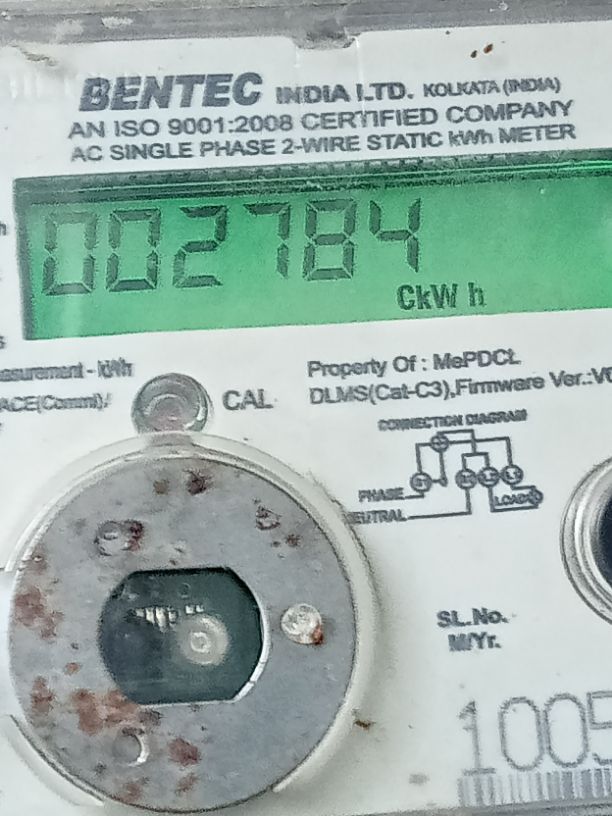 BENTEC INDIA LTD. KOLKATA (INDIA)
AN ISO 9001:2008 CERTIFIED COMPANY
AC SINGLE PHASE 2-WIRE STATIC kWh METER
002784
CkW h
kWh
Property Of : MePDCL
DLMS(Cat-C3),Firmware Ver.:V
CAL
CONNECTION DIAGRAM
PHASE
LOAD
NEUTRAL
SL.No.
M/Yr.
1005